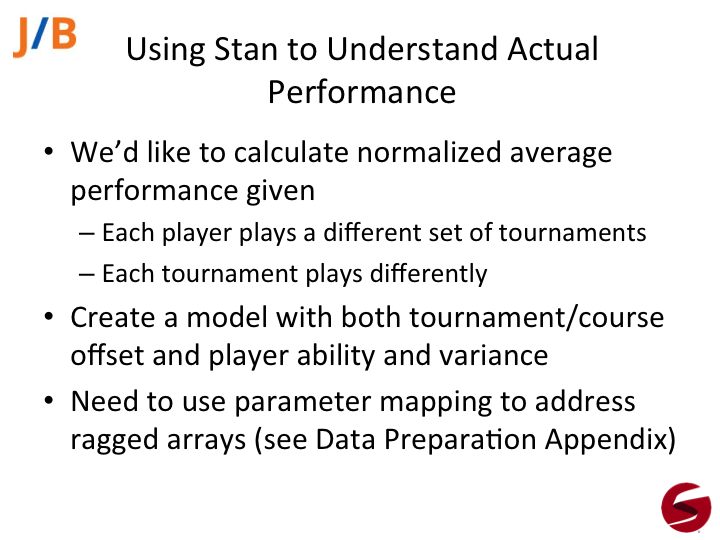 J/B
Using Stan to Understand Actual
Performance
• We’d like to calculate normalized average
performance given
– Each player plays a different set of tournaments
– Each tournament plays differently
• Create a model with both tournament/course
offset and player ability and variance
• Need to use parameter mapping to address
ragged arrays (see Data Preparation Appendix)